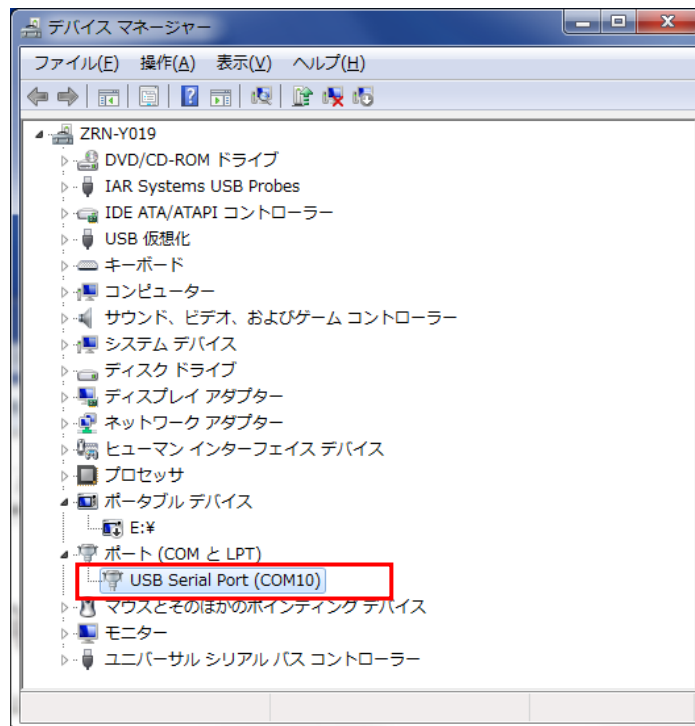 デバイス マネージャー
ファイル(F) 操作(A) 表示(V) ヘルプ(H)
ZRN-Y019
DVD/CD-ROM ドライブ
IAR Systems USB Probes
IDE ATA/ATAPI コントローラー
USB 仮想化
キーボード
コンピューター
サウンド、ビデオ、およびゲーム コントローラー
システム デバイス
ディスク ドライブ
ディスプレイ アダプター
ネットワーク アダプター
ヒューマン インターフェイス デバイス
プロセッサ
ポータブル デバイス
E:¥
ポート (COM と LPT)
USB Serial Port (COM10)
マウスとそのほかのポインティング デバイス
モニター
ユニバーサル シリアル バス コントローラー